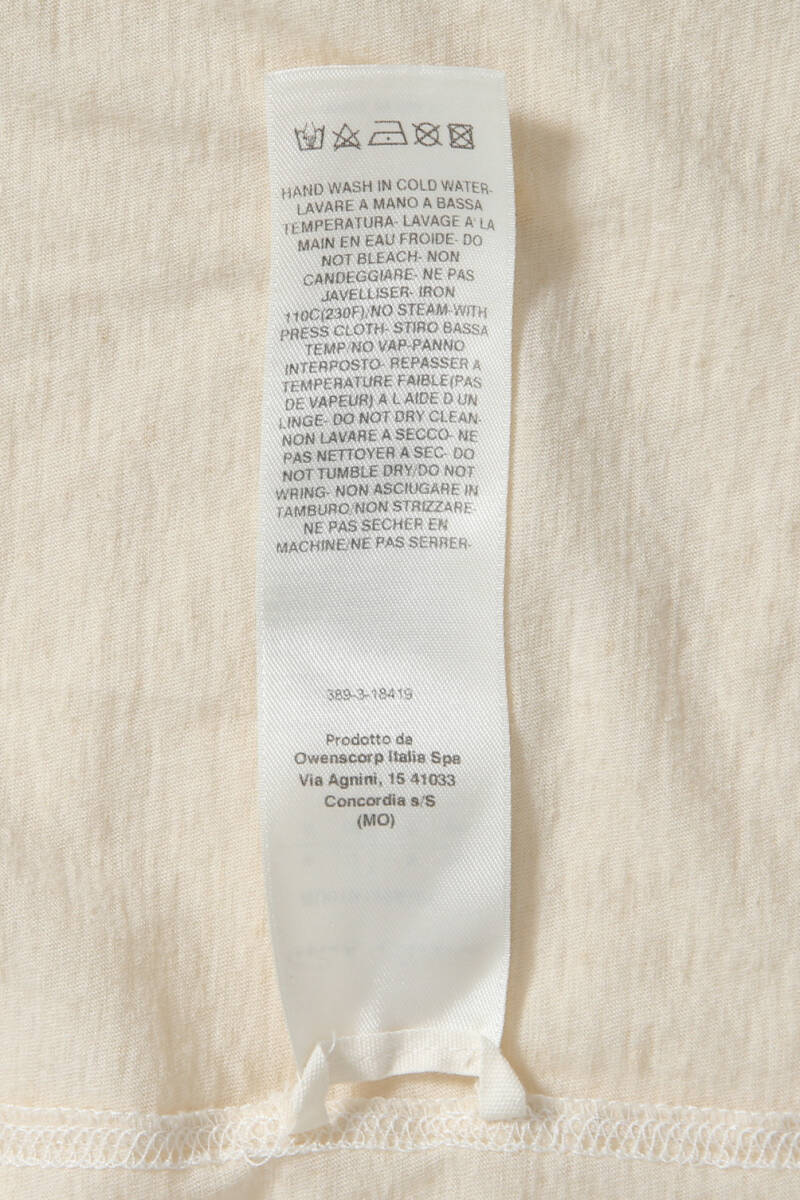 HAND WASH IN COLD WATER-
LAVARE A MANO A BASSA
TEMPERATURA- LAVAGE A LA
MAIN EN EAU FROIDE- DO
NOT BLEACH- NON
CANDEGGIARE- NE PAS
JAVELLISER- IRON
110C(230F)/NO STEAM-WITH
PRESS CLOTH- STIRO BASSA
TEMP/NO VAP-PANNO
INTERPOSTO- REPASSER A
TEMPERATURE FAIBLE(PAS
DE VAPEUR) A L AIDE D UN
LINGE- DO NOT DRY CLEAN-
NON LAVARE A SECCO- NE
PAS NETTOYER A SEC- DO
NOT TUMBLE DRY/DO NOT
WRING- NON ASCIUGARE IN
TAMBURO/NON STRIZZARE-
NE PAS SECHER EN
MACHINE/NE PAS SERRER-
389-3-18419
Prodotto da
Owenscorp Italia Spa
Via Agnini, 15 41033
Concordia s/S
(MO)